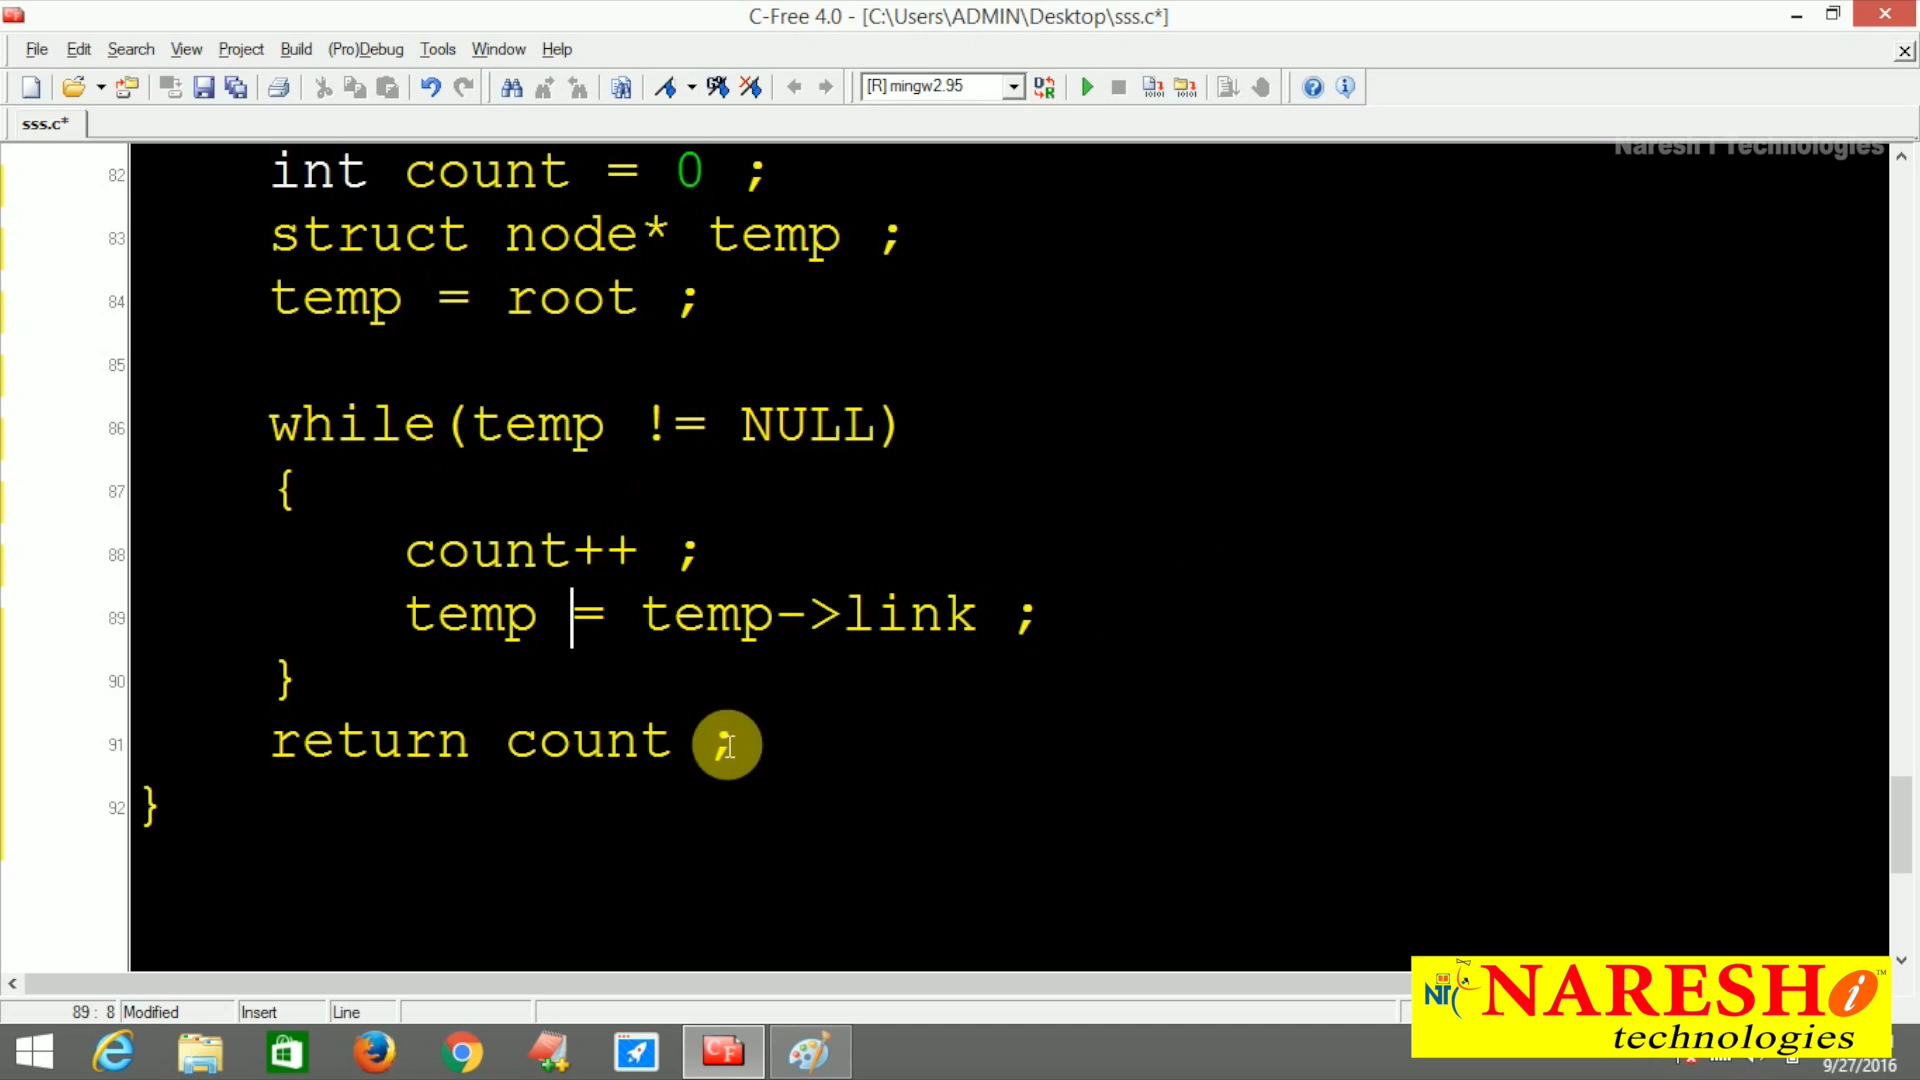 C-Free 4.0 - [C:\Users\ADMIN\Desktop\sss.c*]
File Edit Search View Project Build (Pro)Debug Tools Window Help
[R] mingw2.95
sss.c*
Naresh i Technologies
82 int count = 0 ;
83 struct node* temp ;
84 temp = root ;
85
86 while(temp != NULL)
87 {
88 count++ ;
89 temp = temp->link ;
90 }
91 return count ;
92 }
89 : 8 Modified Insert Line
NARESH i
technologies
9/27/2016